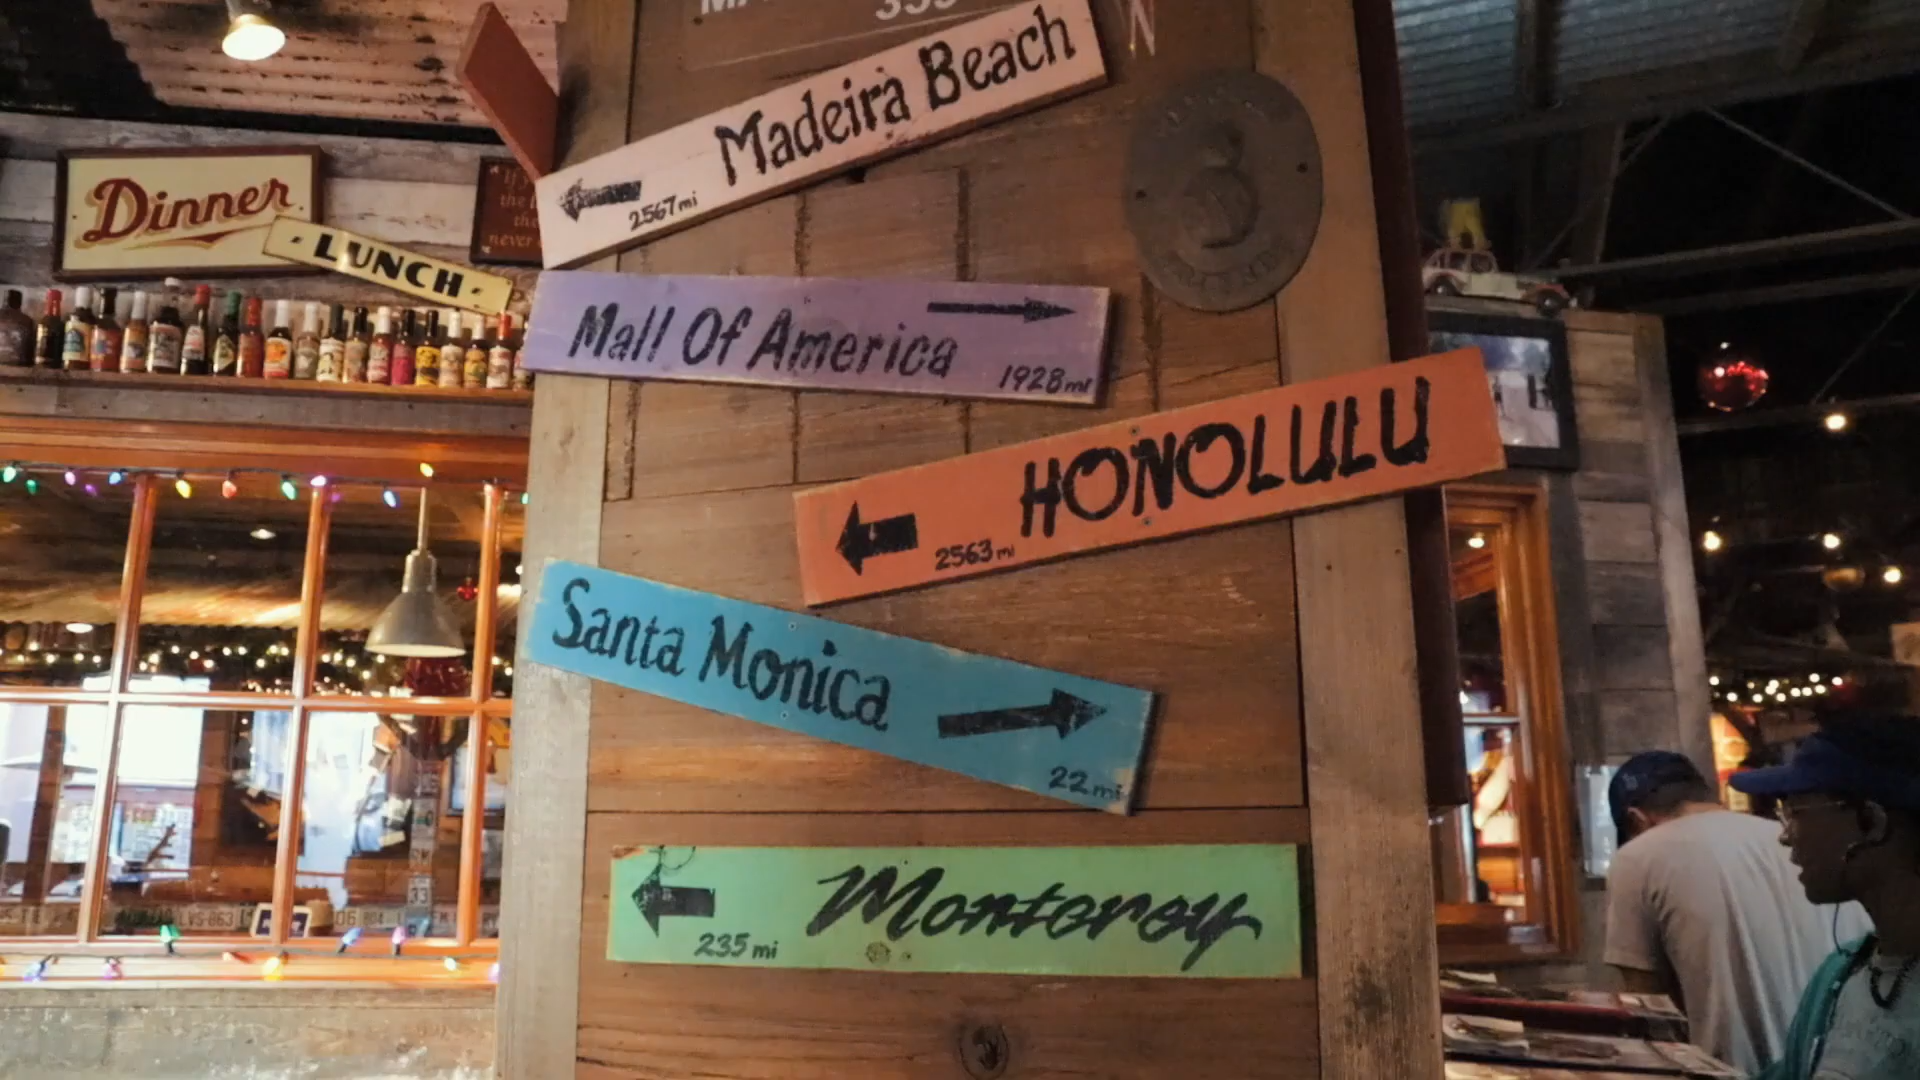 Madeira Beach
2567 mi
Dinner
LUNCH
Mall Of America
1928 mi
HONOLULU
2563 mi
Santa Monica
22 mi
Monterey
235 mi
33